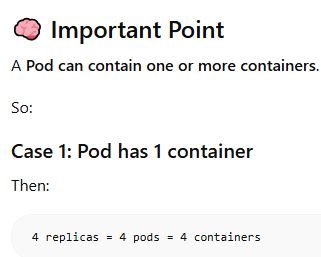 🧠 Important Point
A Pod can contain one or more containers.
So:
Case 1: Pod has 1 container
Then:
4 replicas = 4 pods = 4 containers